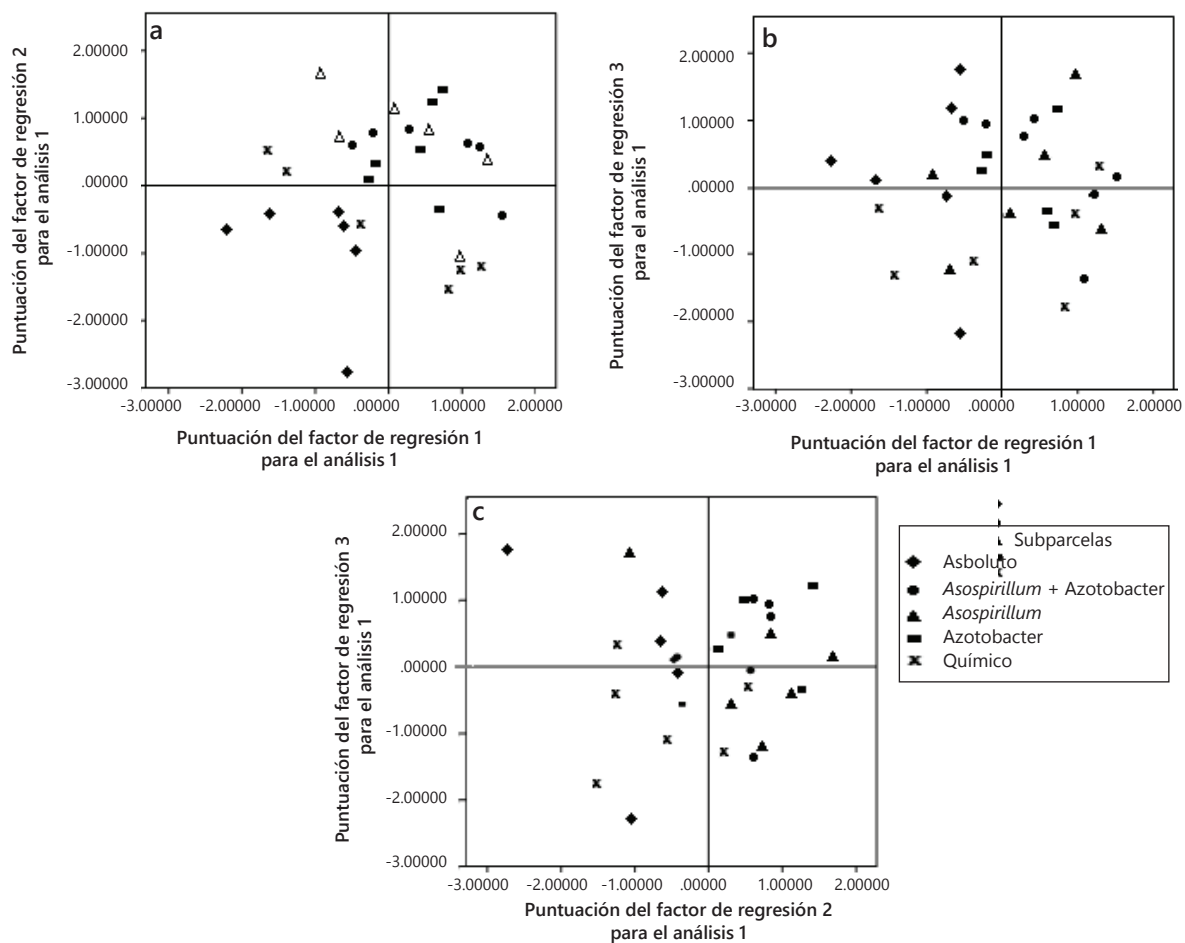 a
Puntuación del factor de regresión 2
para el análisis 1
2.00000
1.00000
.00000
-1.00000
-2.00000
-3.00000
-3.00000 -2.00000 -1.00000 .00000 1.00000 2.00000
Puntuación del factor de regresión 1
para el análisis 1
b
Puntuación del factor de regresión 3
para el análisis 1
2.00000
1.00000
.00000
-1.00000
-2.00000
-3.00000
-3.00000 -2.00000 -1.00000 .00000 1.00000 2.00000
Puntuación del factor de regresión 1
para el análisis 1
c
Puntuación del factor de regresión 3
para el análisis 1
2.00000
1.00000
.00000
-1.00000
-2.00000
-3.00000
-3.00000 -2.00000 -1.00000 .00000 1.00000 2.00000
Puntuación del factor de regresión 2
para el análisis 1
Subparcelas
Asboluto
Asospirillum + Azotobacter
Asospirillum
Azotobacter
Químico